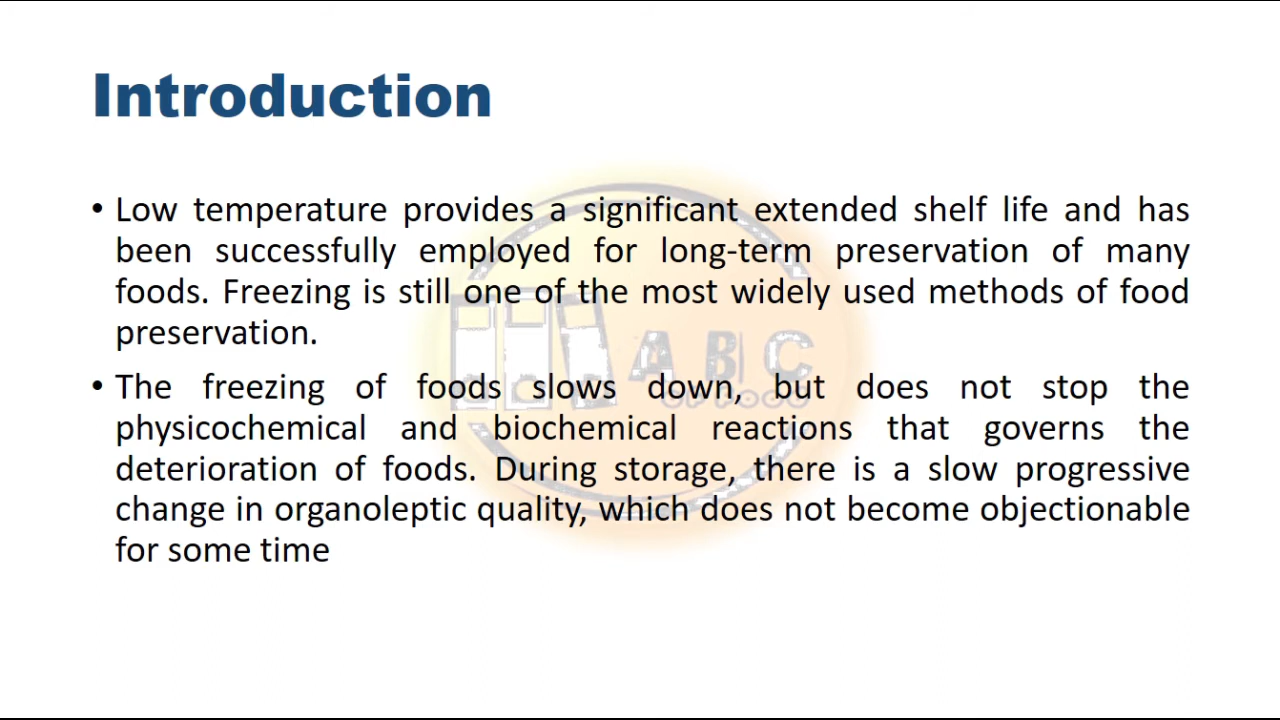 Introduction
• Low temperature provides a significant extended shelf life and has
been successfully employed for long-term preservation of many
foods. Freezing is still one of the most widely used methods of food
preservation.
• The freezing of foods slows down, but does not stop the
physicochemical and biochemical reactions that governs the
deterioration of foods. During storage, there is a slow progressive
change in organoleptic quality, which does not become objectionable
for some time
A B C
OF FOOD